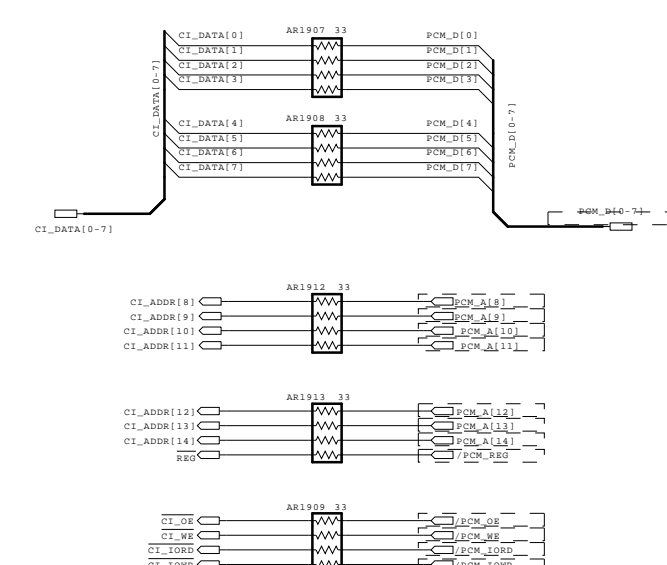 AR1907 33
CI_DATA[0] PCM_D[0]
CI_DATA[1] PCM_D[1]
CI_DATA[2] PCM_D[2]
CI_DATA[3] PCM_D[3]
CI_DATA[0-7]
PCM_D[0-7]
AR1908 33
CI_DATA[4] PCM_D[4]
CI_DATA[5] PCM_D[5]
CI_DATA[6] PCM_D[6]
CI_DATA[7] PCM_D[7]
PCM_D[0-7]
CI_DATA[0-7]
AR1912 33
CI_ADDR[8] PCM_A[8]
CI_ADDR[9] PCM_A[9]
CI_ADDR[10] PCM_A[10]
CI_ADDR[11] PCM_A[11]
AR1913 33
CI_ADDR[12] PCM_A[12]
CI_ADDR[13] PCM_A[13]
CI_ADDR[14] PCM_A[14]
REG /PCM_REG
AR1909 33
CI_OE /PCM_OE
CI_WE /PCM_WE
CI_IORD /PCM_IORD
CI_IOWR /PCM_IOWR